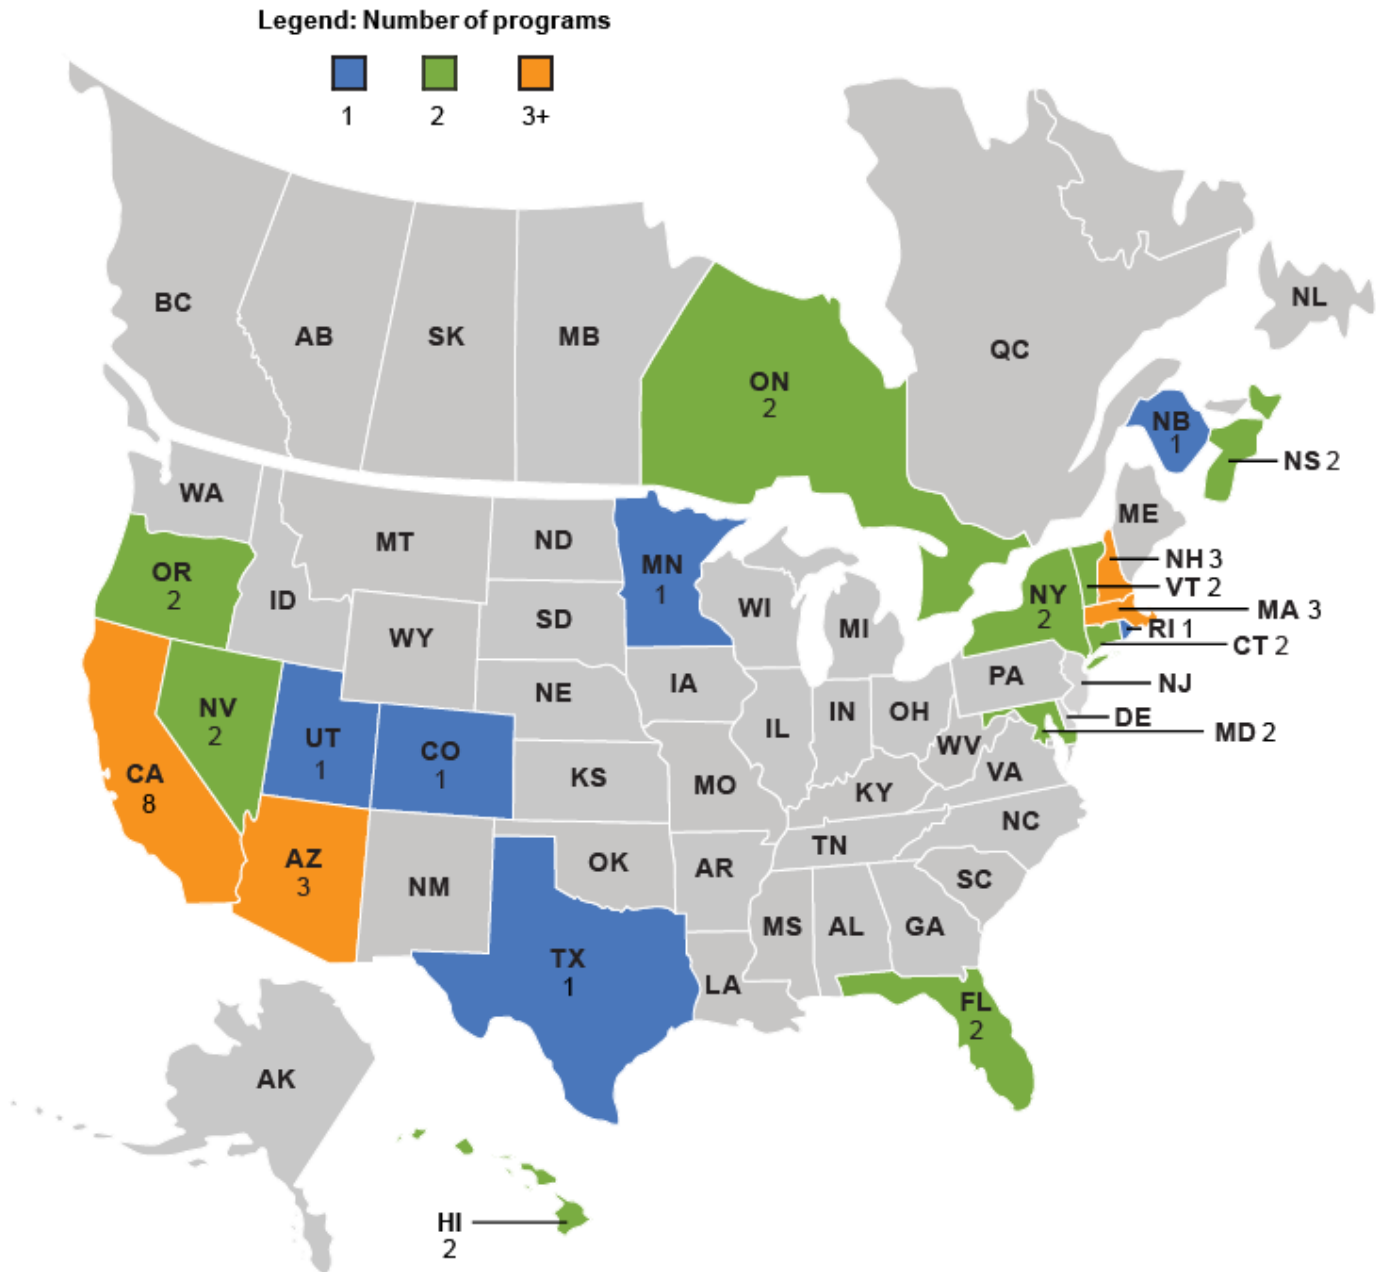 Legend: Number of programs
1 2 3+
BC
AB
SK
MB
ON
2
QC
NL
NB
1
NS 2
WA
MT
ND
MN
1
ME
OR
2
ID
WY
SD
WI
MI
NY
2
NH 3
VT 2
MA 3
RI 1
CT 2
NV
2
UT
1
CO
1
NE
IA
IL
IN
OH
PA
NJ
DE
MD 2
WV
VA
CA
8
KS
MO
KY
NC
AZ
3
NM
OK
AR
TN
SC
TX
1
LA
MS
AL
GA
FL
2
AK
HI
2